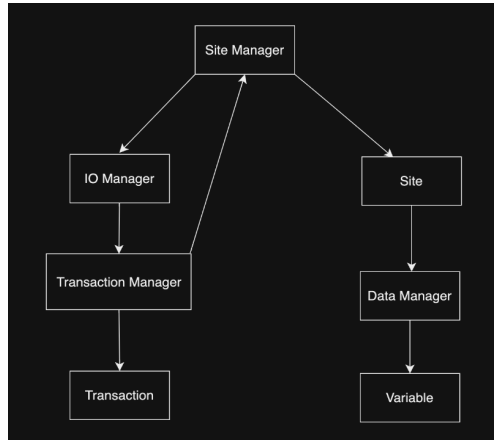 Site Manager
IO Manager
Site
Transaction Manager
Data Manager
Transaction
Variable